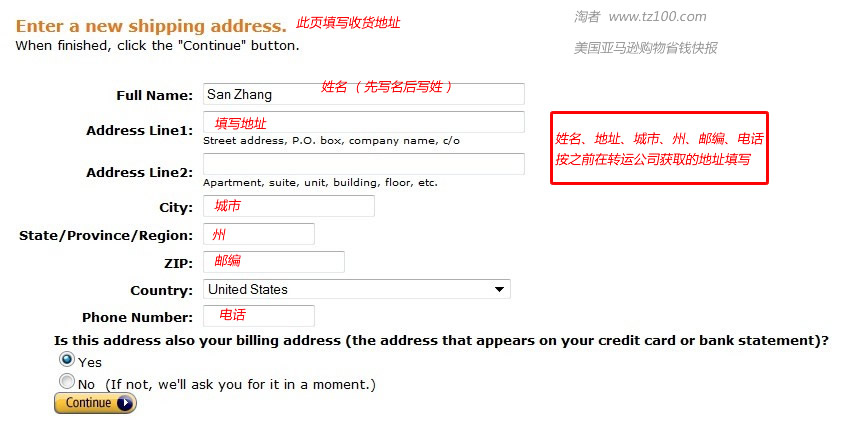 Enter a new shipping address. 此页填写收货地址
淘者 www.tz100.com
When finished, click the "Continue" button.
美国亚马逊购物省钱快报
Full Name: San Zhang 姓名（先写名后写姓）
Address Line1: 填写地址
Street address, P.O. box, company name, c/o
姓名、地址、城市、州、邮编、电话
按之前在转运公司获取的地址填写
Address Line2:
Apartment, suite, unit, building, floor, etc.
City: 城市
State/Province/Region: 州
ZIP: 邮编
Country: United States
Phone Number: 电话
Is this address also your billing address (the address that appears on your credit card or bank statement)?
Yes
No (If not, we'll ask you for it in a moment.)
Continue